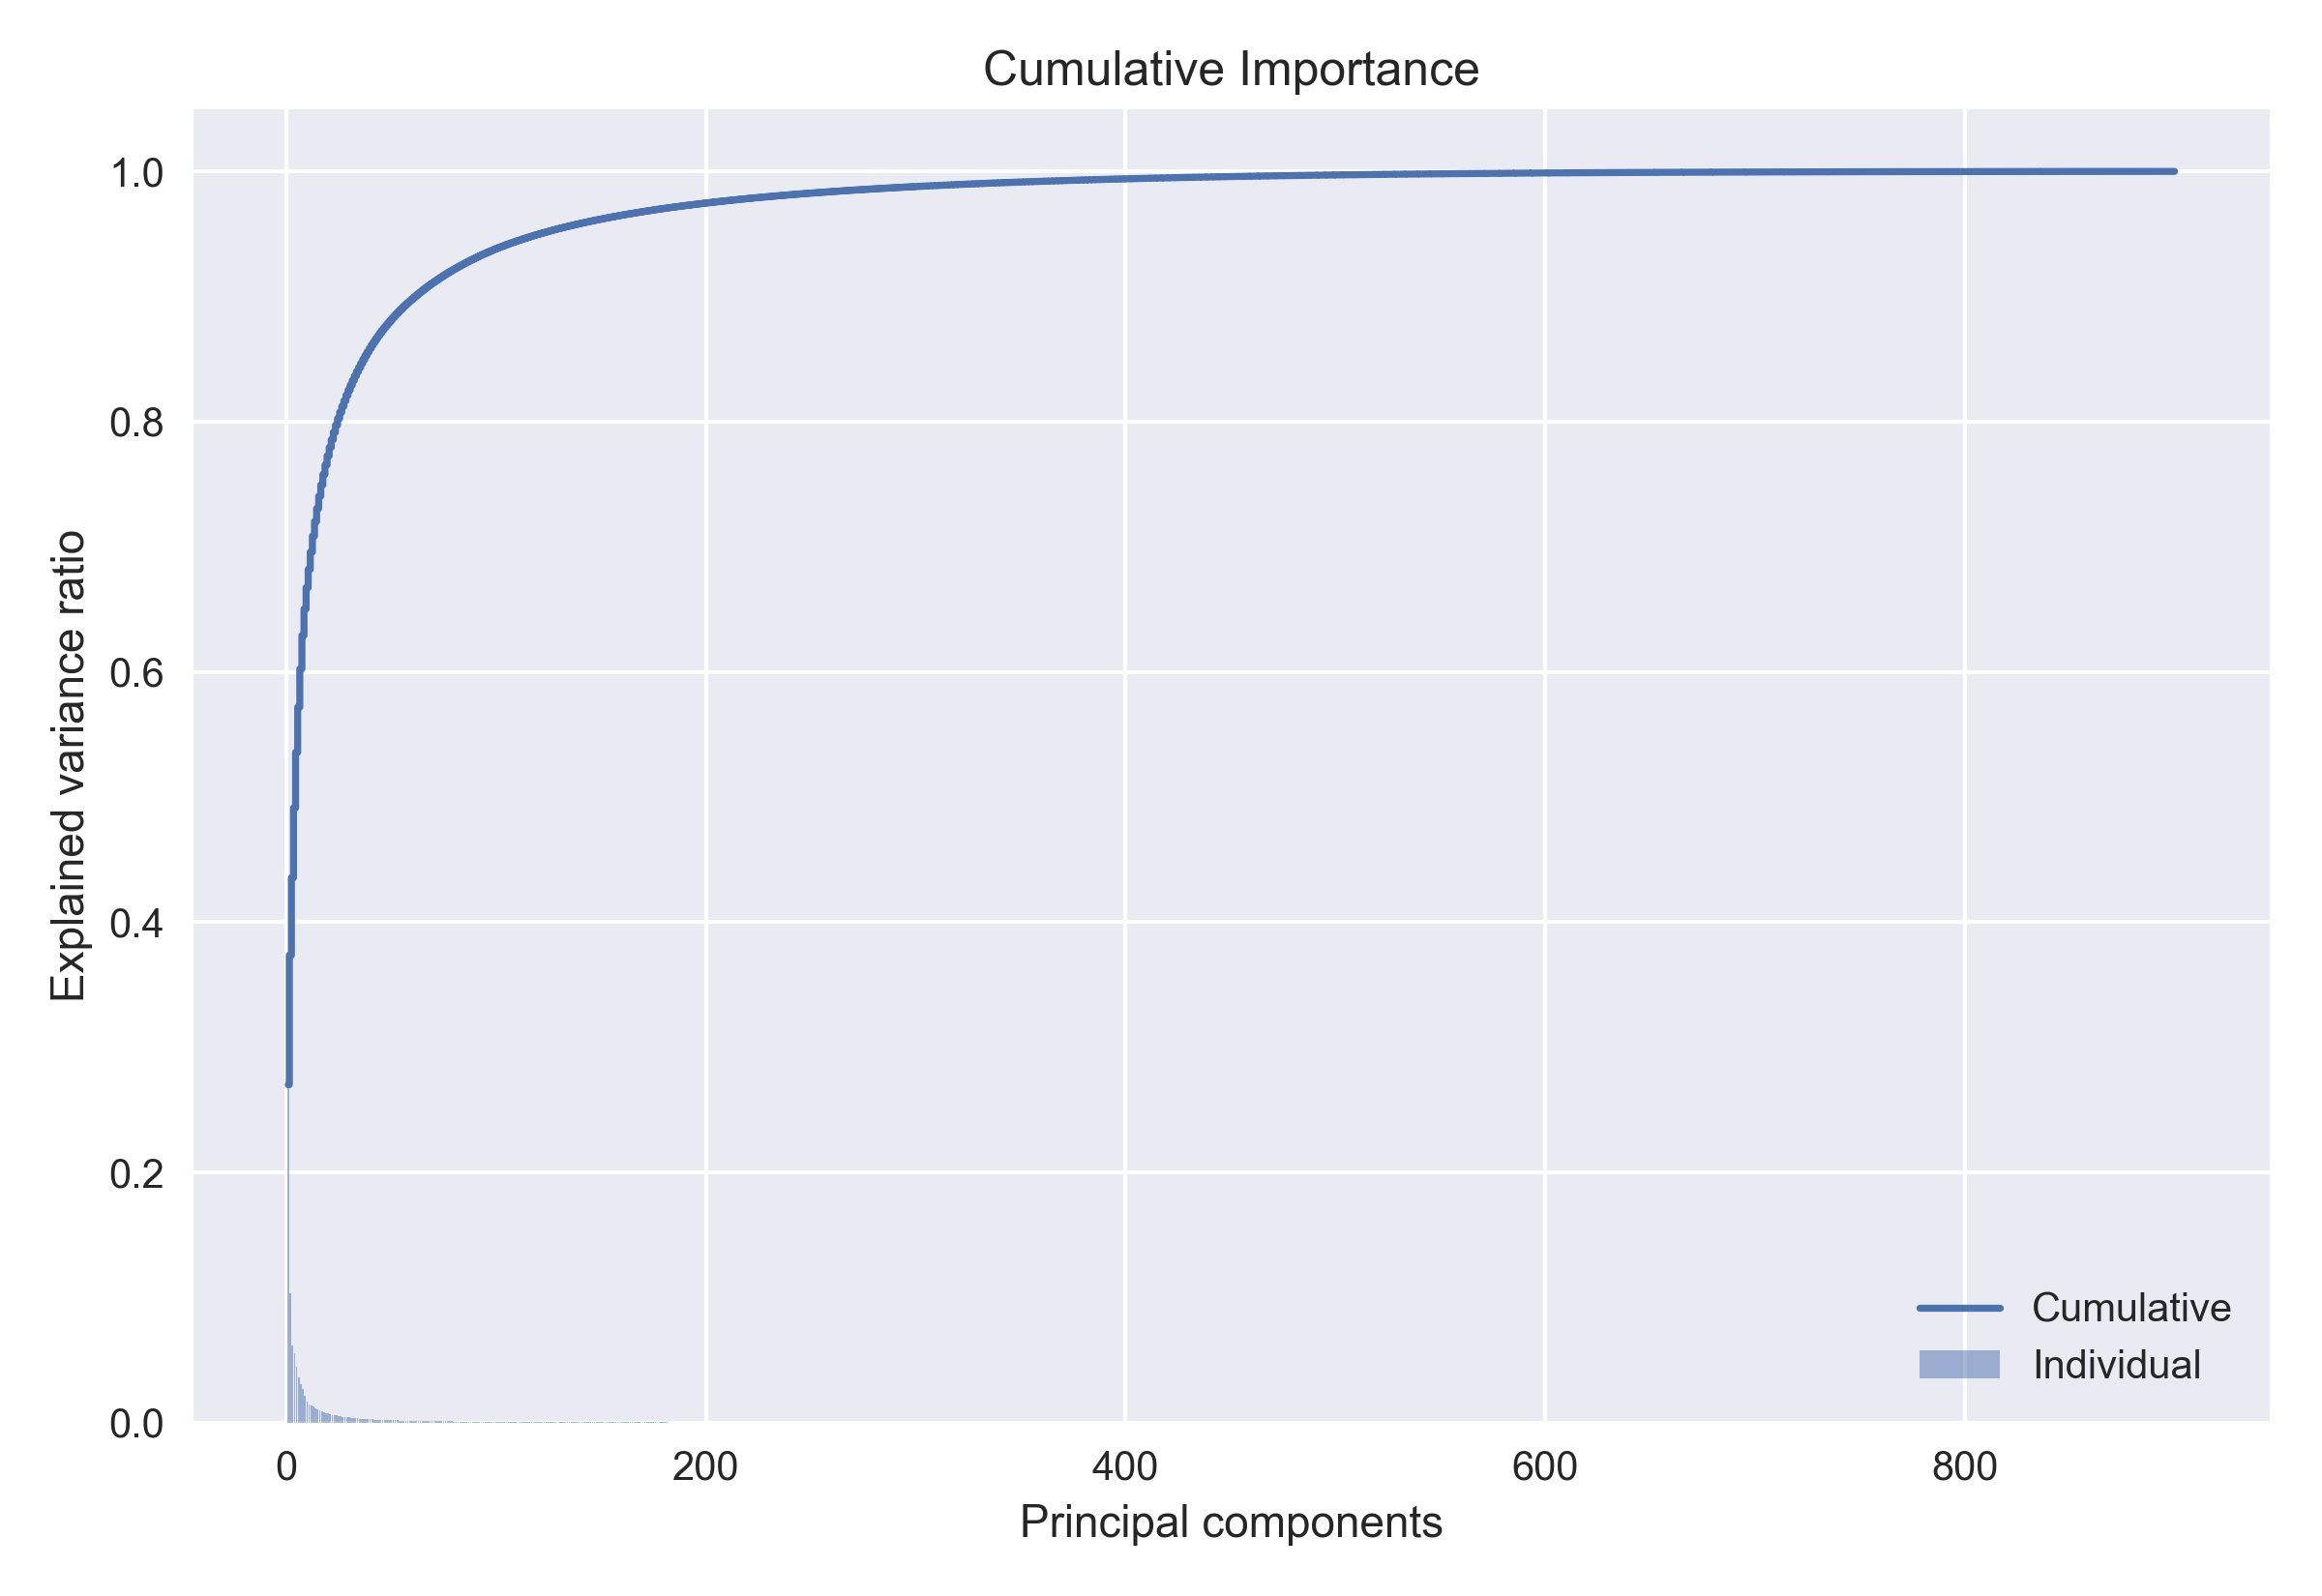 Cumulative Importance
1.0
0.8
0.6
0.4
0.2
0.0
Explained variance ratio
0 200 400 600 800
Principal components
Cumulative
Individual